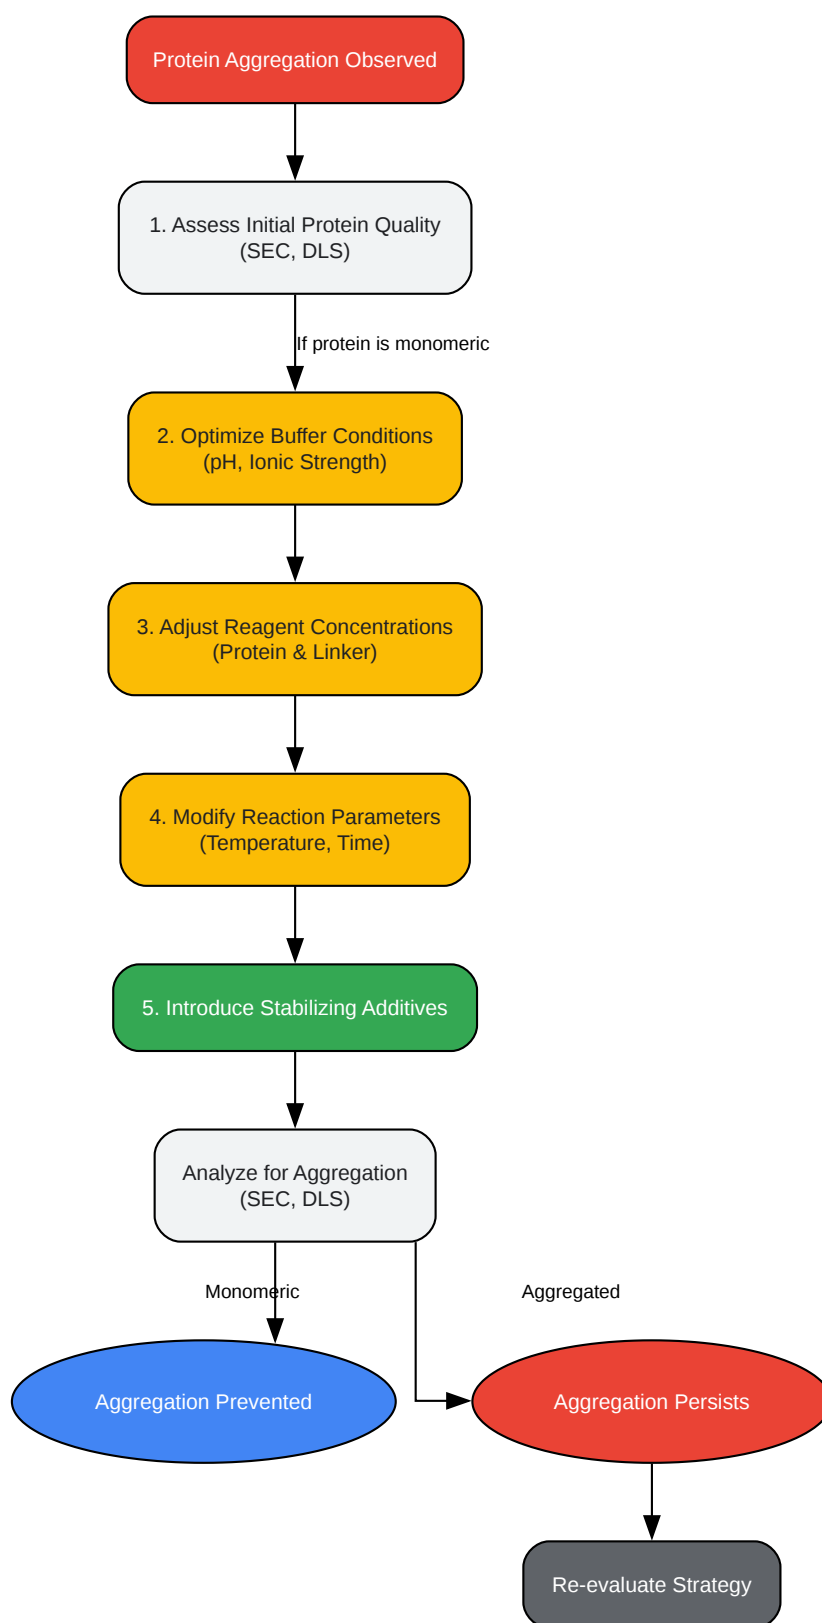 Protein Aggregation Observed
1. Assess Initial Protein Quality
(SEC, DLS)
If protein is monomeric
2. Optimize Buffer Conditions
(pH, Ionic Strength)
3. Adjust Reagent Concentrations
(Protein & Linker)
4. Modify Reaction Parameters
(Temperature, Time)
5. Introduce Stabilizing Additives
Analyze for Aggregation
(SEC, DLS)
Monomeric
Aggregated
Aggregation Prevented
Aggregation Persists
Re-evaluate Strategy